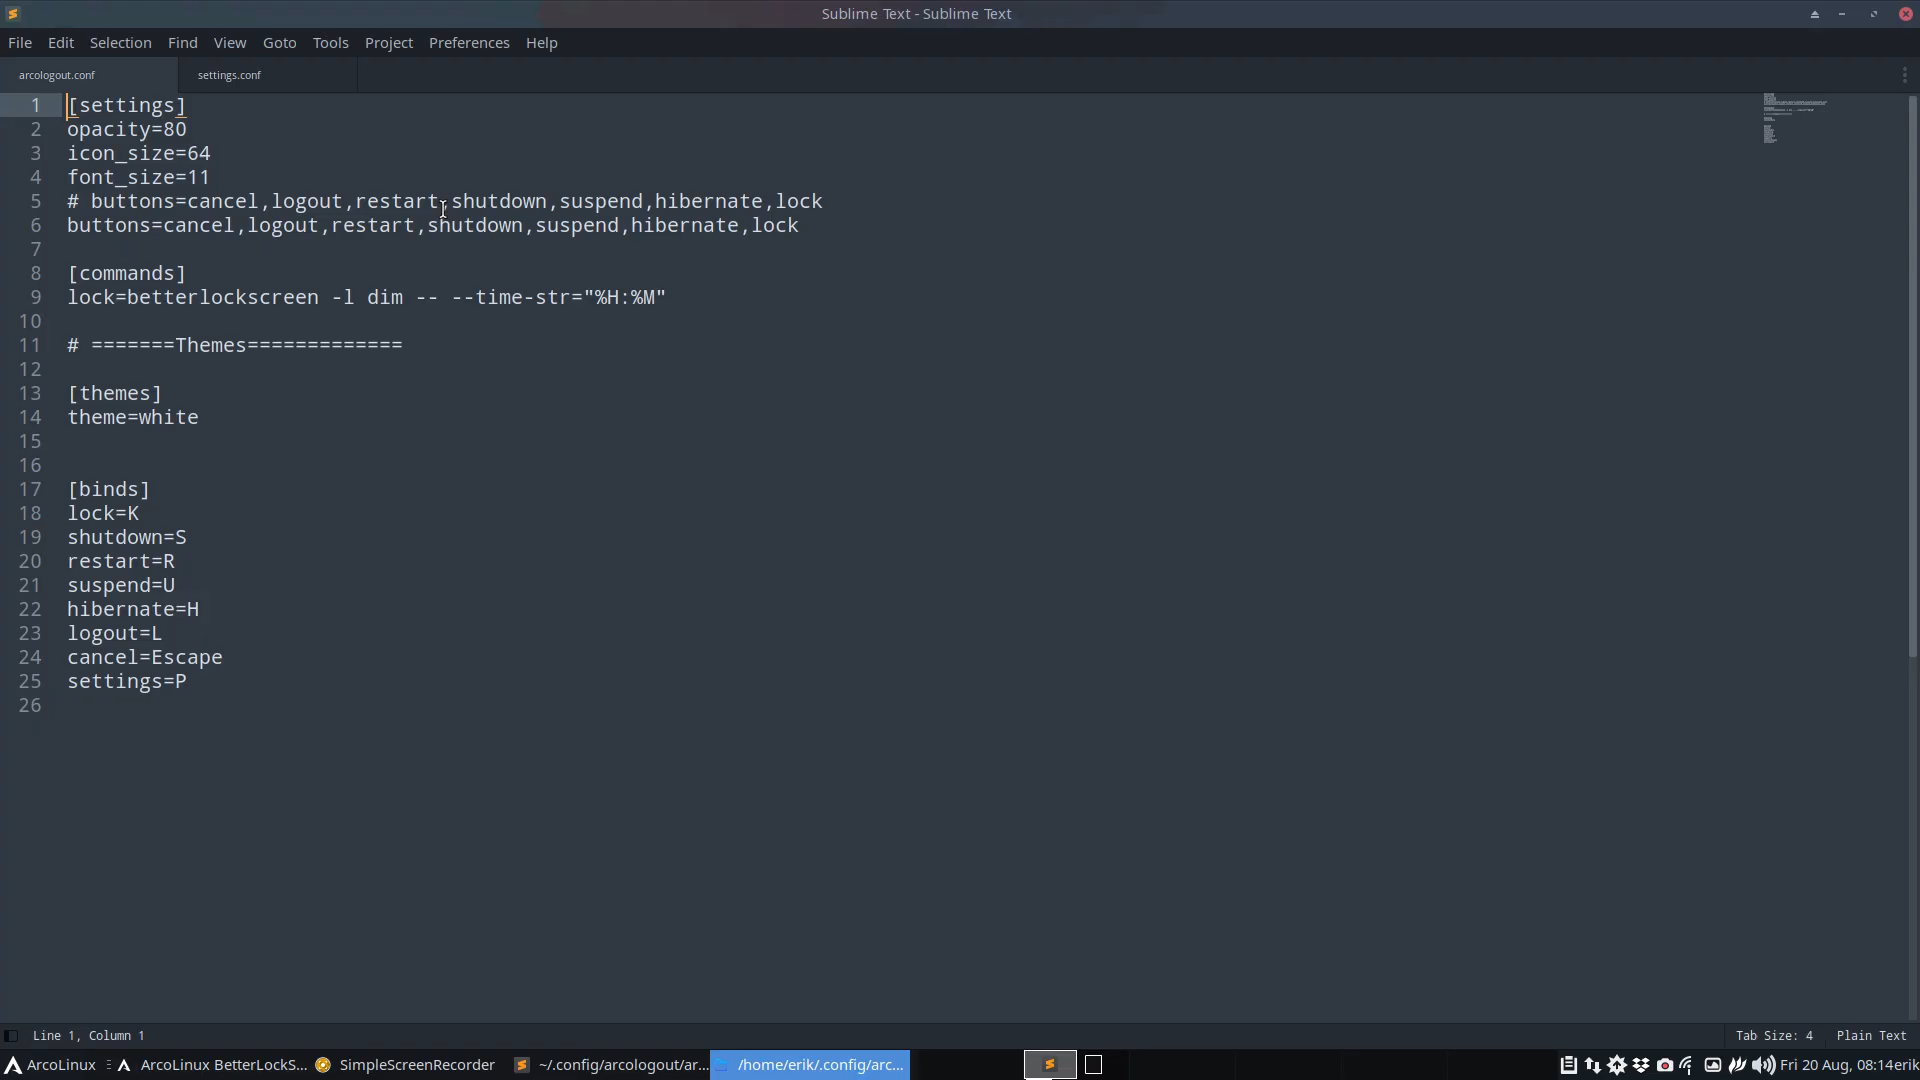 Sublime Text - Sublime Text
File Edit Selection Find View Goto Tools Project Preferences Help
arcologout.conf settings.conf
1 [settings]
2 opacity=80
3 icon_size=64
4 font_size=11
5 # buttons=cancel,logout,restart,shutdown,suspend,hibernate,lock
6 buttons=cancel,logout,restart,shutdown,suspend,hibernate,lock
7
8 [commands]
9 lock=betterlockscreen -l dim -- --time-str="%H:%M"
10
11 # =======Themes=============
12
13 [themes]
14 theme=white
15
16
17 [binds]
18 lock=K
19 shutdown=S
20 restart=R
21 suspend=U
22 hibernate=H
23 logout=L
24 cancel=Escape
25 settings=P
26
Line 1, Column 1 Tab Size: 4 Plain Text
ArcoLinux ArcoLinux BetterLockS... SimpleScreenRecorder ~/.config/arcologout/ar... /home/erik/.config/arc... Fri 20 Aug, 08:14 erik